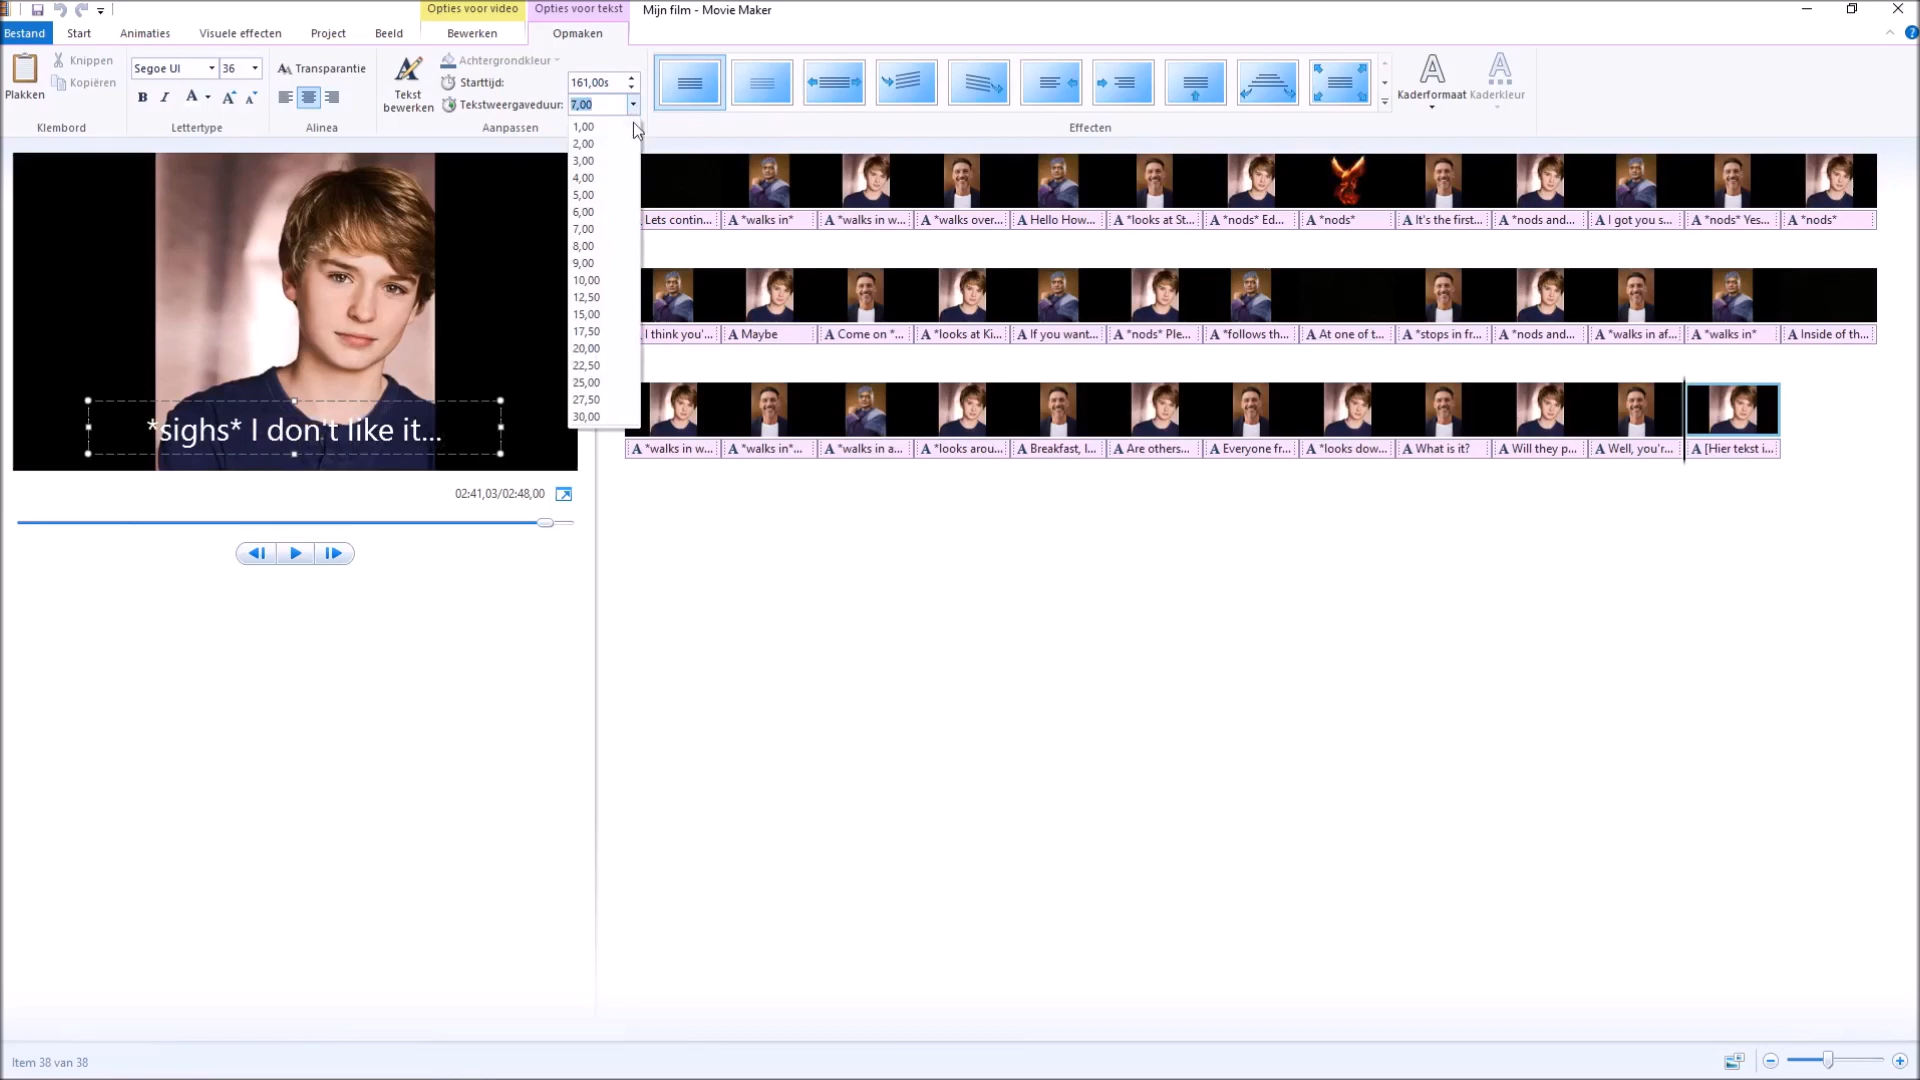 Opties voor video Opties voor tekst Mijn film - Movie Maker
Bestand Start Animaties Visuele effecten Project Beeld Bewerken Opmaken
Plakken
Knippen
Kopiëren
Klembord
Segoe UI 36
Lettertype
Transparantie
Alinea
Tekst bewerken
Achtergrondkleur
Starttijd: 161,00s
Tekstweergaveduur: 7,00
Aanpassen
Effecten
Kaderformaat Kaderkleur
1,00
2,00
3,00
4,00
5,00
6,00
7,00
8,00
9,00
10,00
12,50
15,00
17,50
20,00
22,50
25,00
27,50
30,00
*sighs* I don't like it...
02:41,03/02:48,00
Lets contin... A *walks in* A *walks in w... A *walks over... A Hello How... A *looks at St... A *nods* Ed... A *nods* A It's the first... A *nods and... A I got you s... A *nods* Yes... A *nods*
I think you'... A Maybe A Come on *... A *looks at Ki... A If you want... A *nods* Ple... A *follows th... A At one of t... A *stops in fr... A *nods and... A *walks in af... A *walks in* A Inside of th...
A *walks in w... A *walks in*... A *walks in a... A *looks arou... A Breakfast, I... A Are others... A Everyone fr... A *looks dow... A What is it? A Will they p... A Well, you'r... A [Hier tekst i...
Item 38 van 38